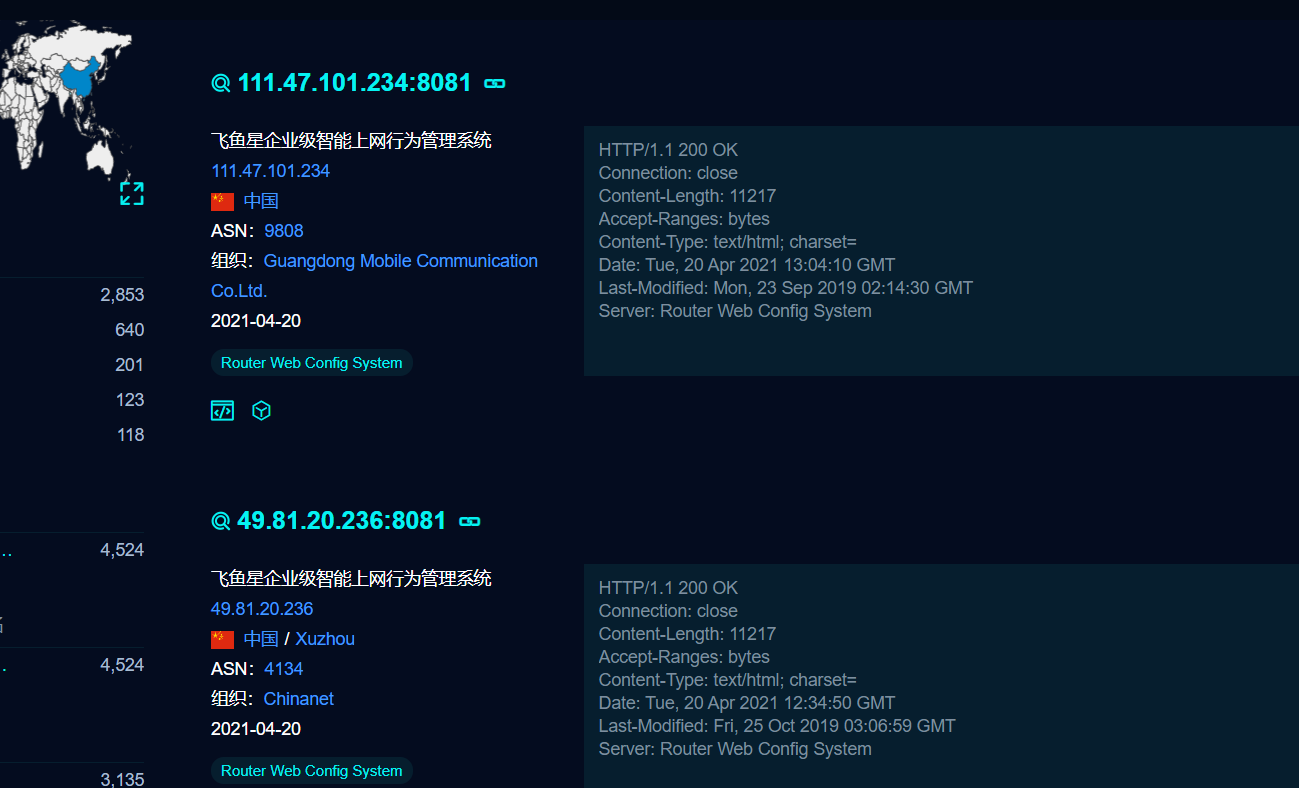 111.47.101.234:8081
飞鱼星企业级智能上网行为管理系统
111.47.101.234
中国
ASN： 9808
组织： Guangdong Mobile Communication
Co.Ltd.
2021-04-20
Router Web Config System
HTTP/1.1 200 OK
Connection: close
Content-Length: 11217
Accept-Ranges: bytes
Content-Type: text/html; charset=
Date: Tue, 20 Apr 2021 13:04:10 GMT
Last-Modified: Mon, 23 Sep 2019 02:14:30 GMT
Server: Router Web Config System
2,853
640
201
123
118
49.81.20.236:8081
飞鱼星企业级智能上网行为管理系统
49.81.20.236
中国 / Xuzhou
ASN： 4134
组织： Chinanet
2021-04-20
Router Web Config System
HTTP/1.1 200 OK
Connection: close
Content-Length: 11217
Accept-Ranges: bytes
Content-Type: text/html; charset=
Date: Tue, 20 Apr 2021 12:34:50 GMT
Last-Modified: Fri, 25 Oct 2019 03:06:59 GMT
Server: Router Web Config System
4,524
4,524
3,135